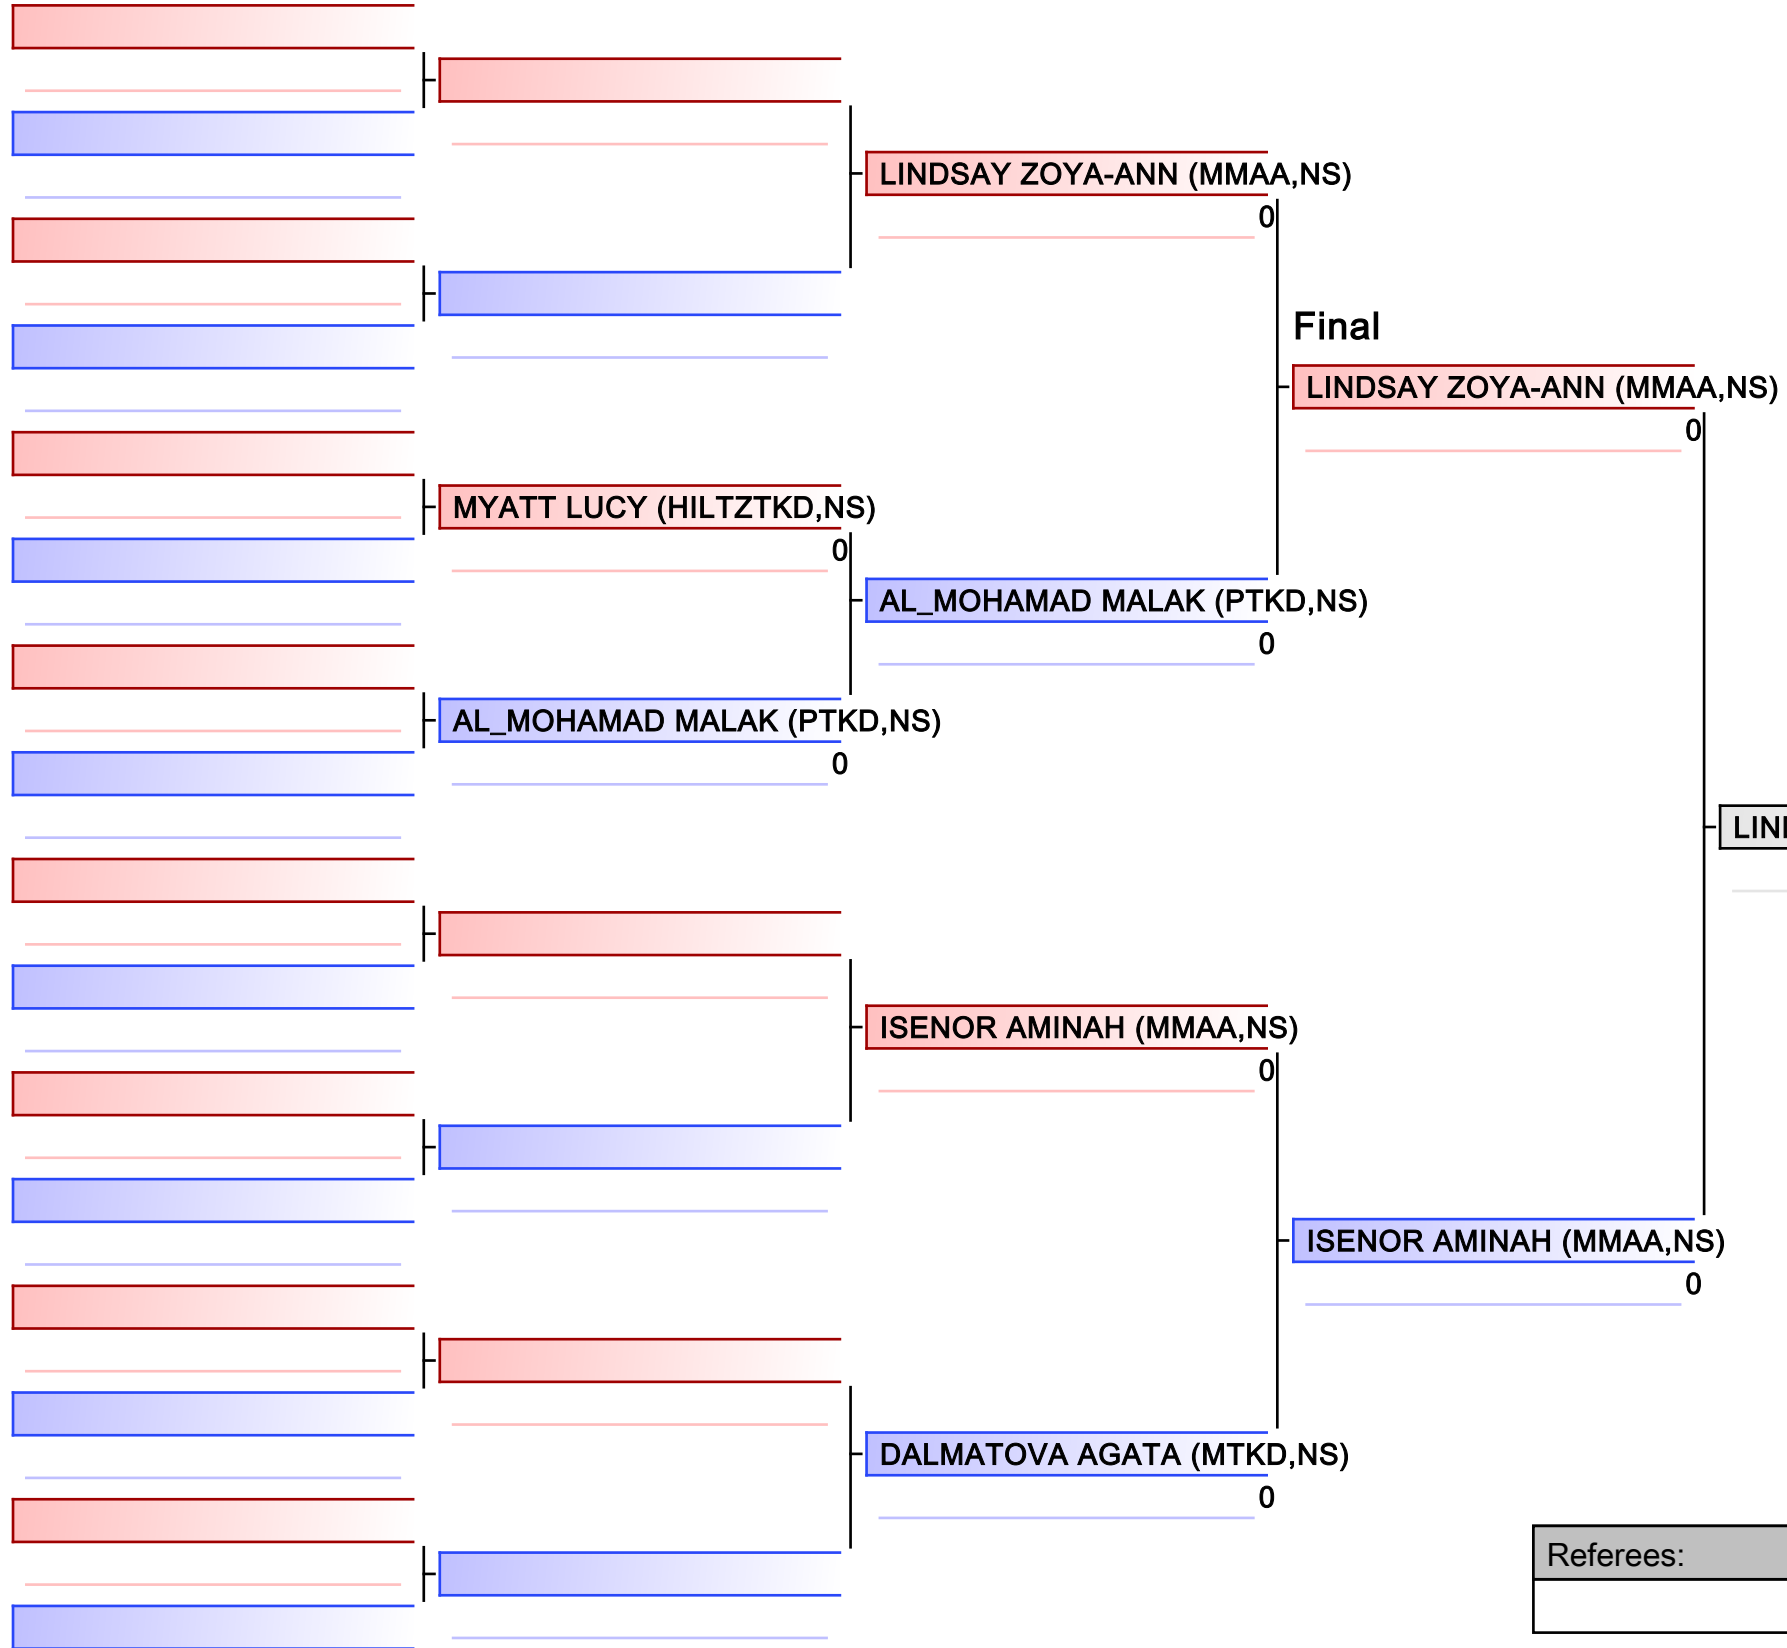 LINDSAY ZOYA-ANN (MMAA,NS)
0
Final
LINDSAY ZOYA-ANN (MMAA,NS)
0
MYATT LUCY (HILTZTKD,NS)
0
AL_MOHAMAD MALAK (PTKD,NS)
0
AL_MOHAMAD MALAK (PTKD,NS)
0
ISENOR AMINAH (MMAA,NS)
0
ISENOR AMINAH (MMAA,NS)
0
DALMATOVA AGATA (MTKD,NS)
0
Referees: